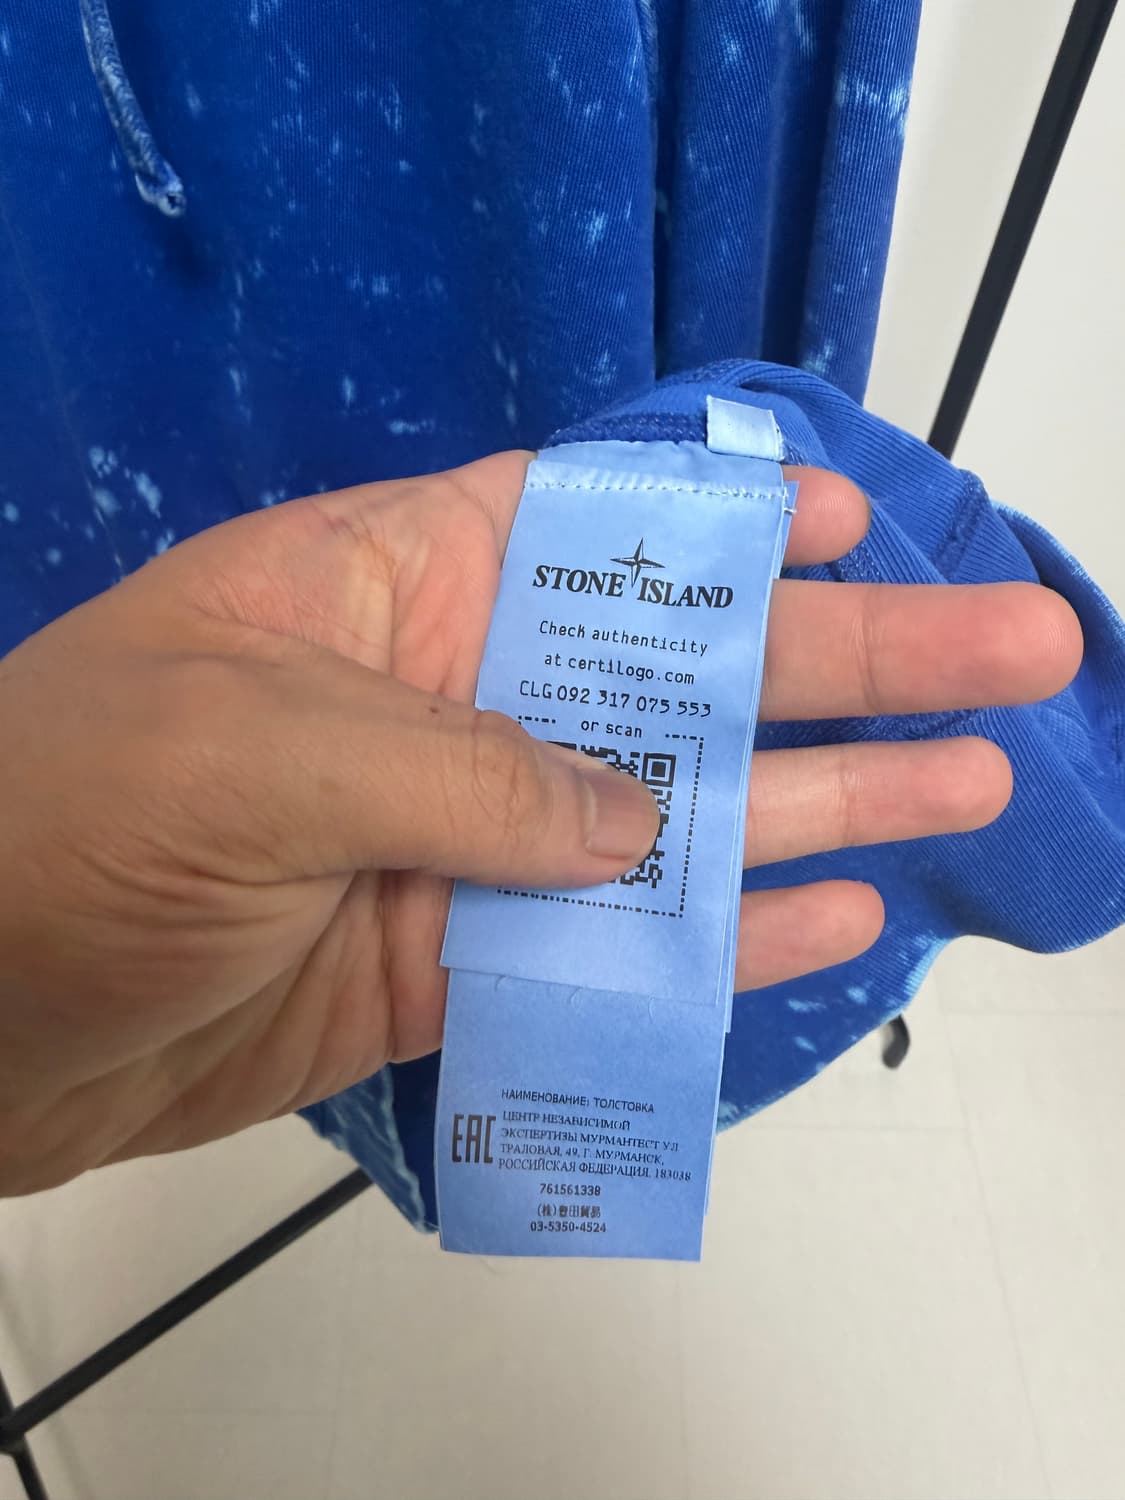 STONE ISLAND
Check authenticity
at certilogo.com
CLG 092 317 075 553
or scan
НАИМЕНОВАНИЕ: ТОЛСТОВКА
EAC
ЦЕНТР НЕЗАВИСИМОЙ
ЭКСПЕРТИЗЫ МУРМАНТЕСТ УЛ
ТРАЛОВАЯ, 49, Г. МУРМАНСК,
РОССИЙСКАЯ ФЕДЕРАЦИЯ, 183038
761561338
(株)豊田貿易
03-5350-4524